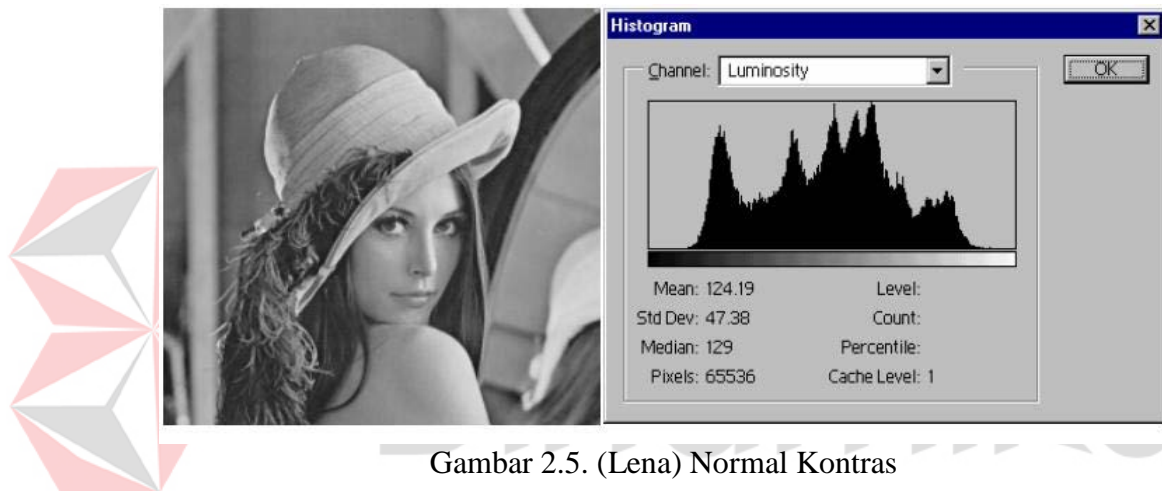 Histogram
Channel: Luminosity
OK
Mean: 124.19
Level:
Std Dev: 47.38
Count:
Median: 129
Percentile:
Pixels: 65536
Cache Level: 1
Gambar 2.5. (Lena) Normal Kontras